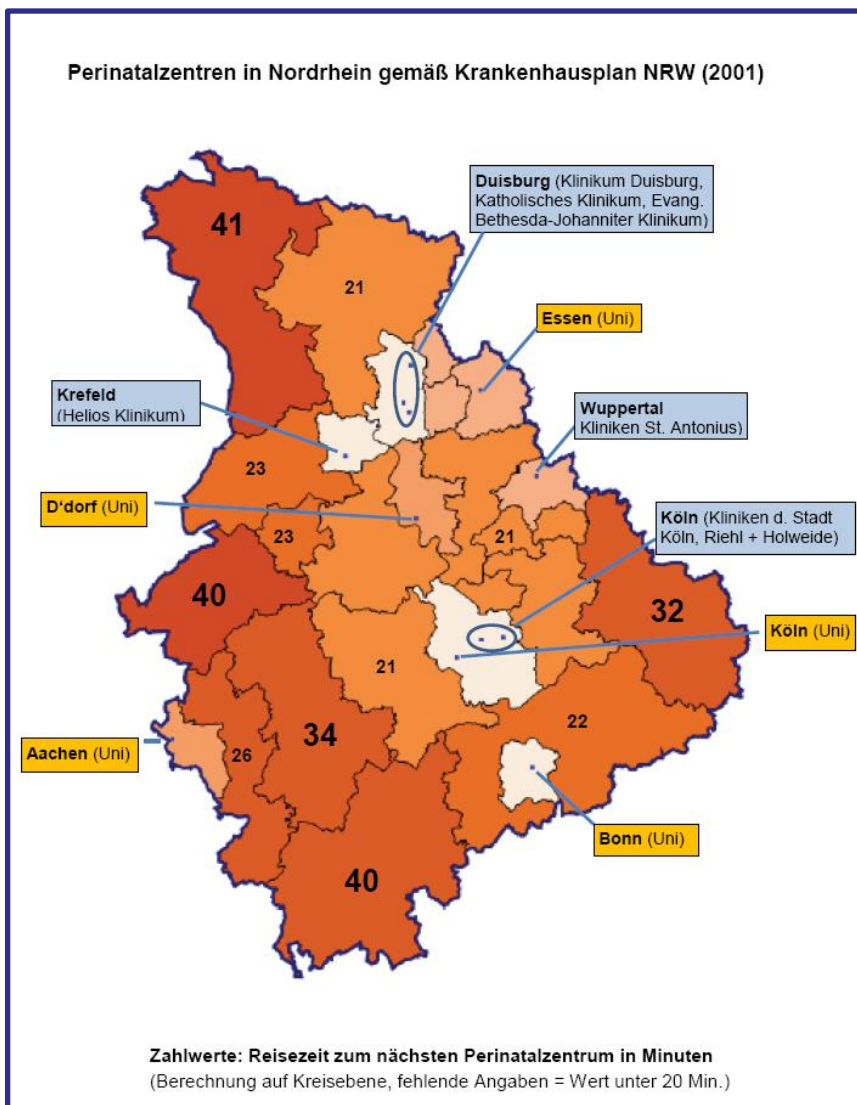 Perinatalzentren in Nordrhein gemäß Krankenhausplan NRW (2001)
Duisburg (Klinikum Duisburg,
Katholisches Klinikum, Evang.
Bethesda-Johanniter Klinikum)
41
21
Essen (Uni)
Krefeld
(Helios Klinikum)
Wuppertal
Kliniken St. Antonius)
23
D'dorf (Uni)
23
21
Köln (Kliniken d. Stadt
Köln, Riehl + Holweide)
40
32
Köln (Uni)
21
22
34
Aachen (Uni)
26
Bonn (Uni)
40
Zahlwerte: Reisezeit zum nächsten Perinatalzentrum in Minuten
(Berechnung auf Kreisebene, fehlende Angaben = Wert unter 20 Min.)